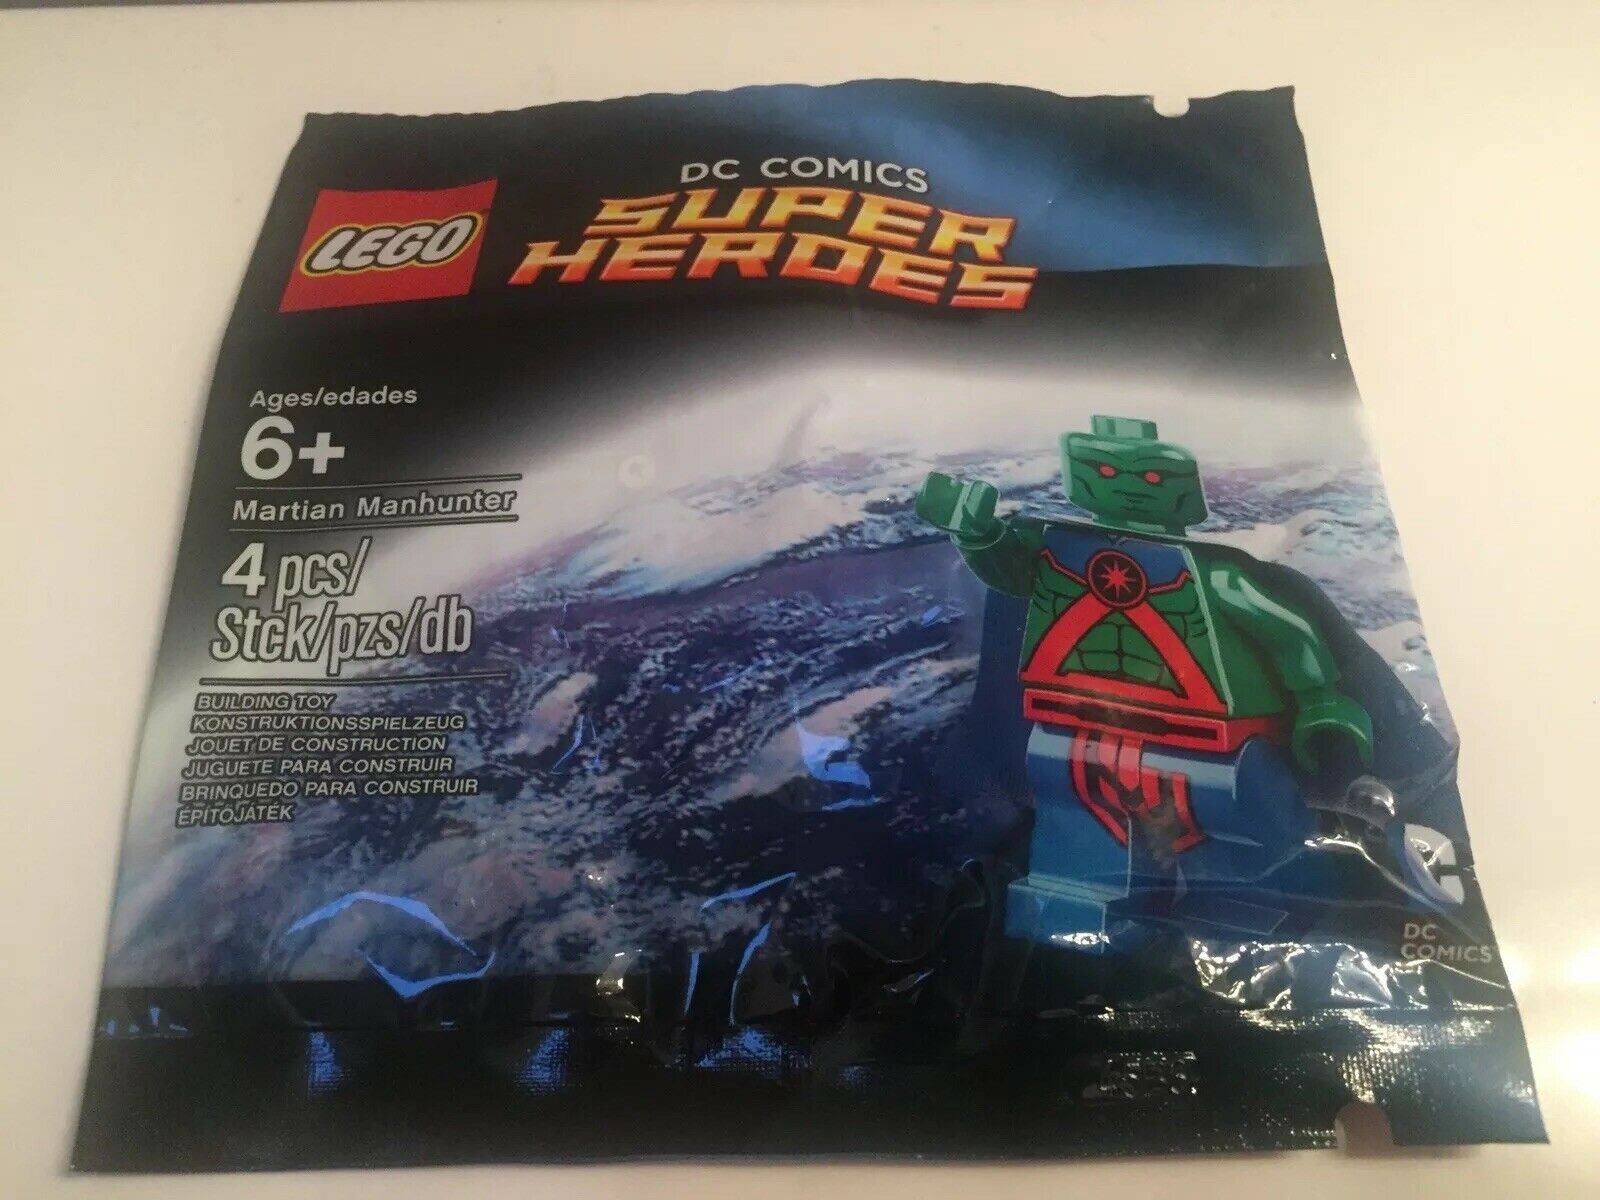 DC COMICS
SUPER
HEROES
LEGO
Ages/edades
6+
Martian Manhunter
4 pcs/
Stck/pzs/db
BUILDING TOY
KONSTRUKTIONSSPIELZEUG
JOUET DE CONSTRUCTION
JUGUETE PARA CONSTRUIR
BRINQUEDO PARA CONSTRUIR
ÉPÍTŐJÁTÉK
DC
COMICS